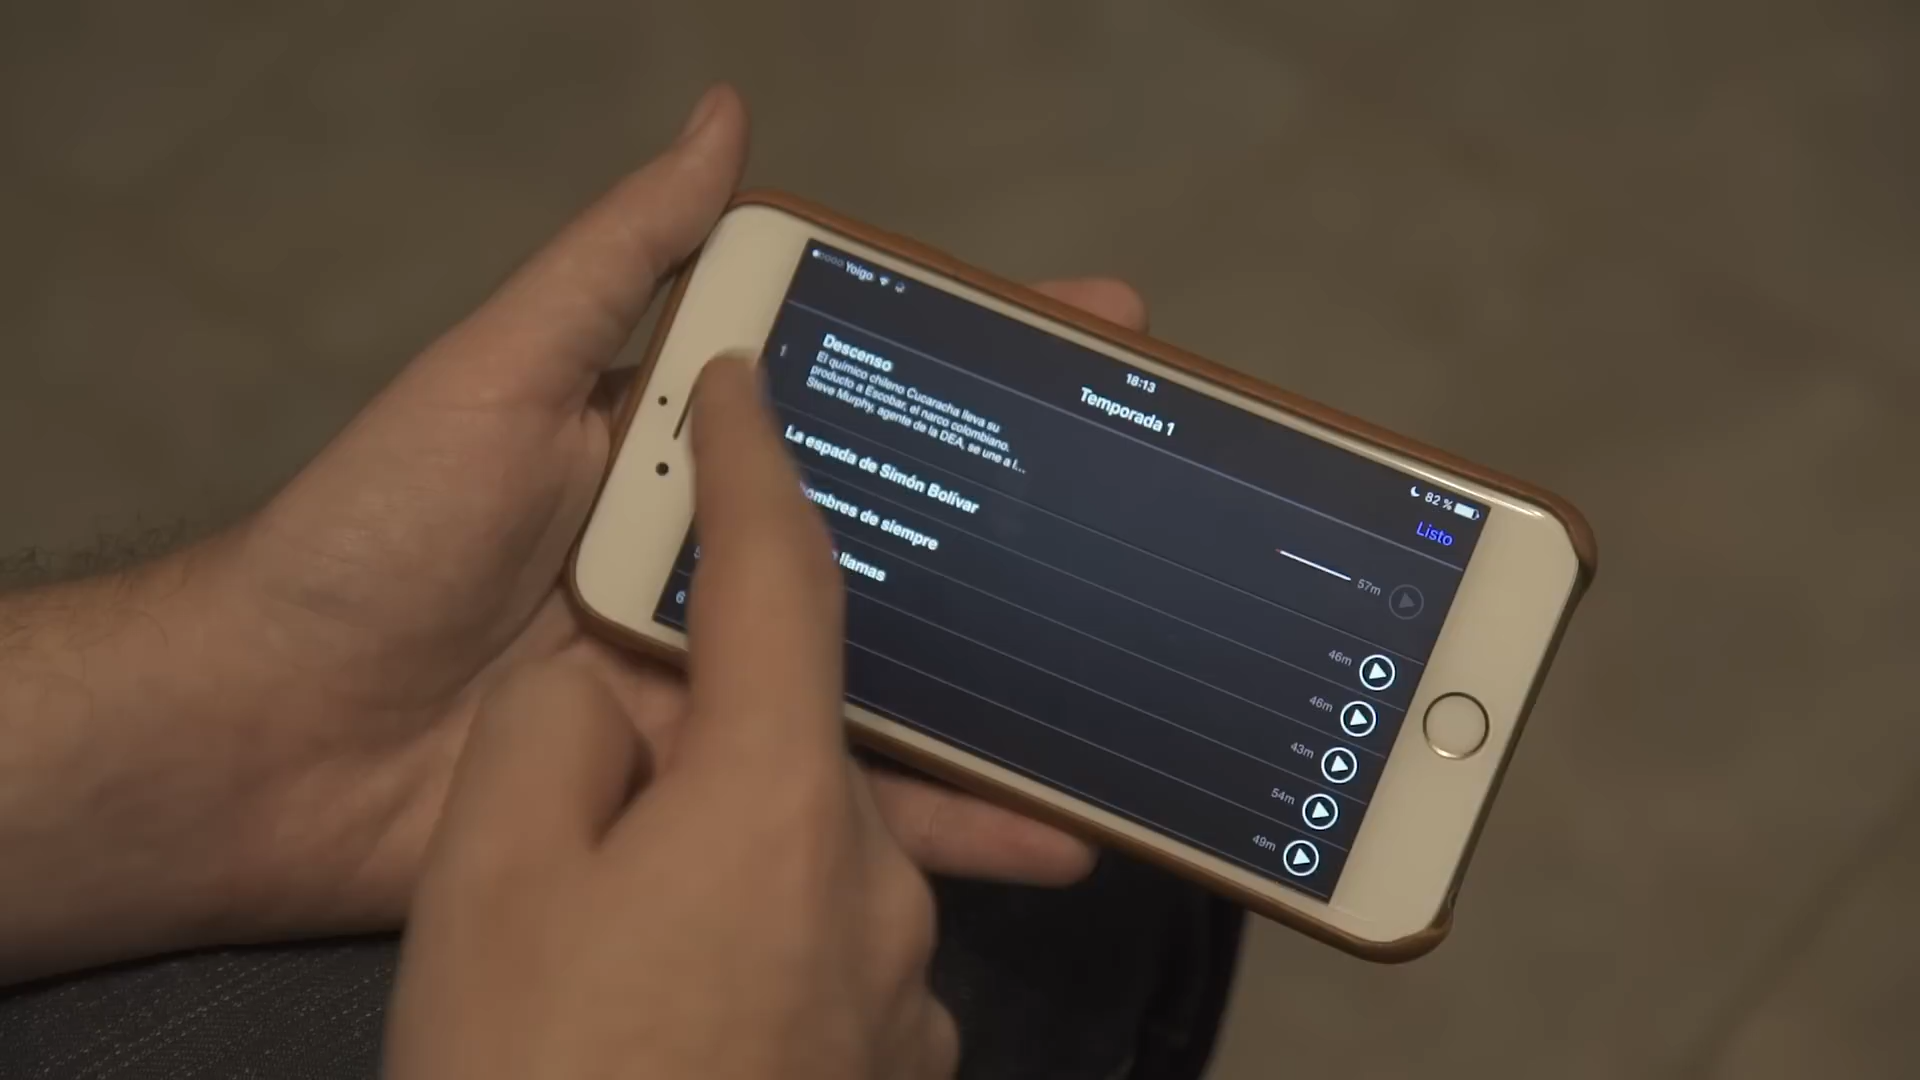 Yoigo
18:13
82 %
Temporada 1
Listo
1
Descenso
El químico chileno Cucaracha lleva su
producto a Escobar, el narco colombiano.
Steve Murphy, agente de la DEA, se une a l...
57m
La espada de Simón Bolívar
46m
hombres de siempre
46m
llamas
43m
5
54m
6
49m